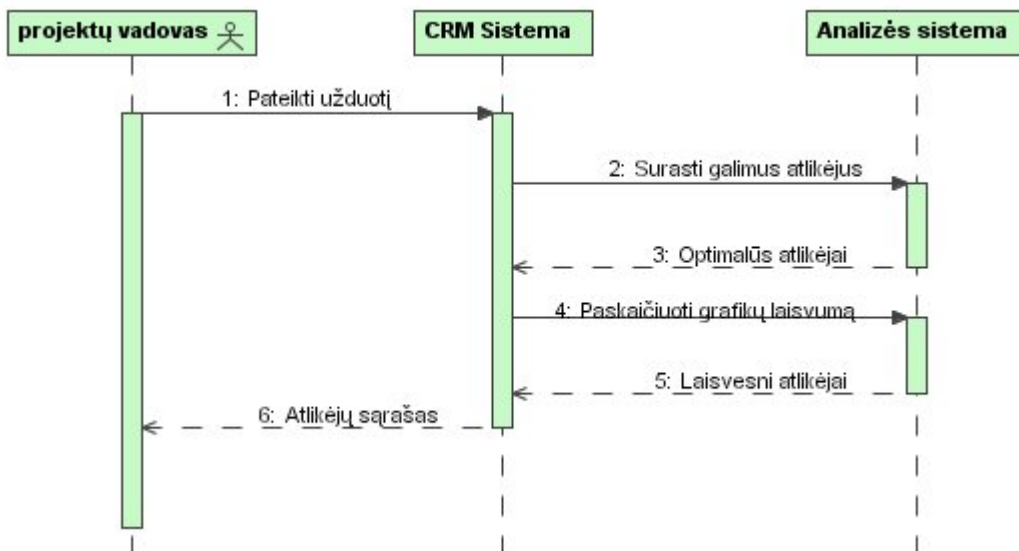 projektų vadovas
CRM Sistema
Analizės sistema
1: Pateikti užduotį
2: Surasti galimus atlikėjus
3: Optimalūs atlikėjai
4: Paskaičiuoti grafikų laisvumą
5: Laisvesni atlikėjai
6: Atlikėjų sąrašas